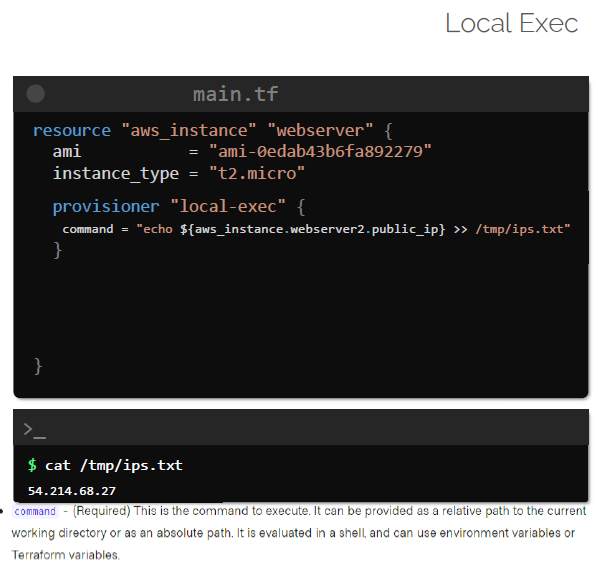 Local Exec
main.tf
resource "aws_instance" "webserver" {
ami = "ami-0edab43b6fa892279"
instance_type = "t2.micro"
provisioner "local-exec" {
command = "echo ${aws_instance.webserver2.public_ip} >> /tmp/ips.txt"
}
}
>_
$ cat /tmp/ips.txt
54.214.68.27
• command - (Required) This is the command to execute. It can be provided as a relative path to the current
working directory or as an absolute path. It is evaluated in a shell, and can use environment variables or
Terraform variables.